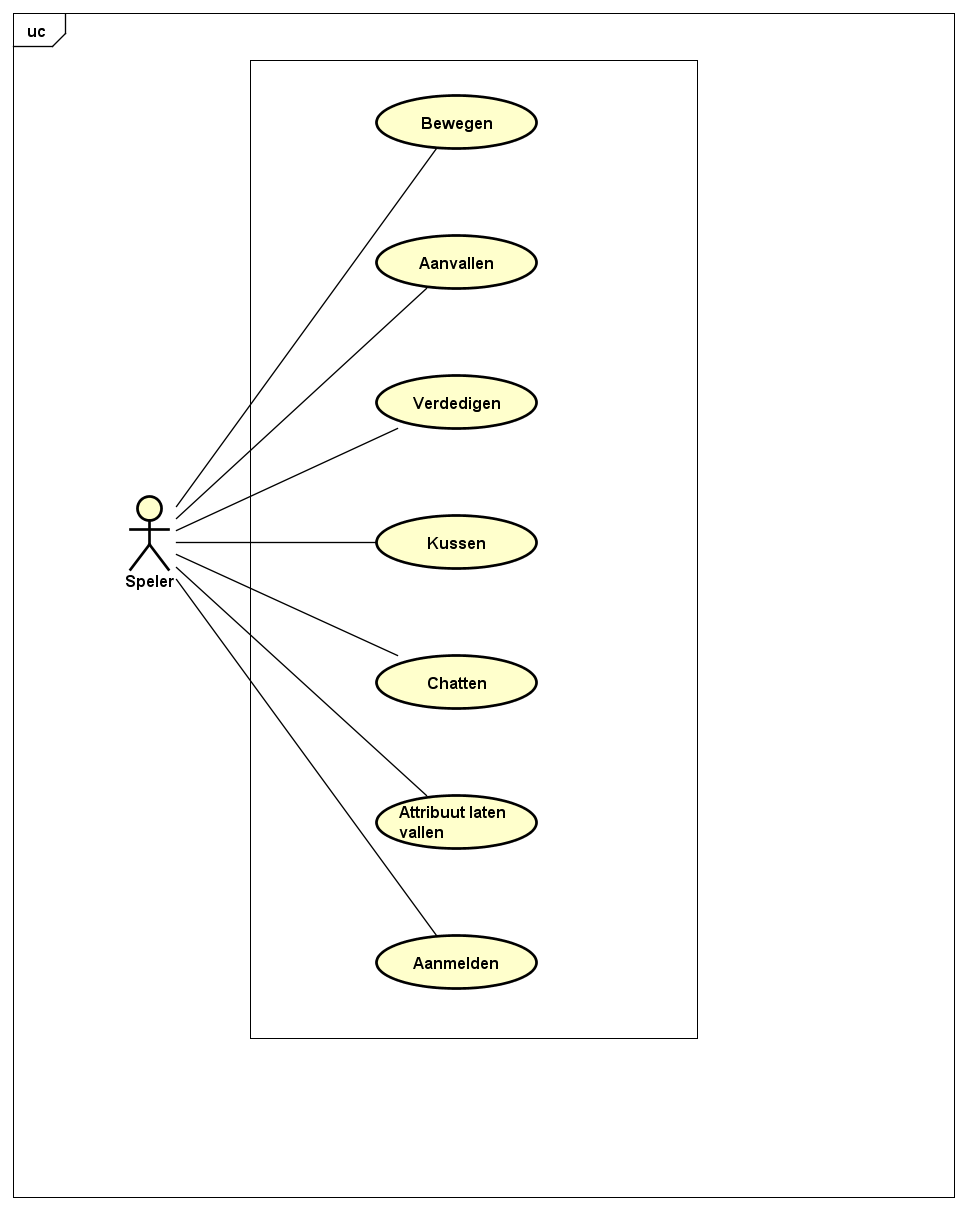 uc
Bewegen
Aanvallen
Verdedigen
Kussen
Speler
Chatten
Attribuut laten
vallen
Aanmelden